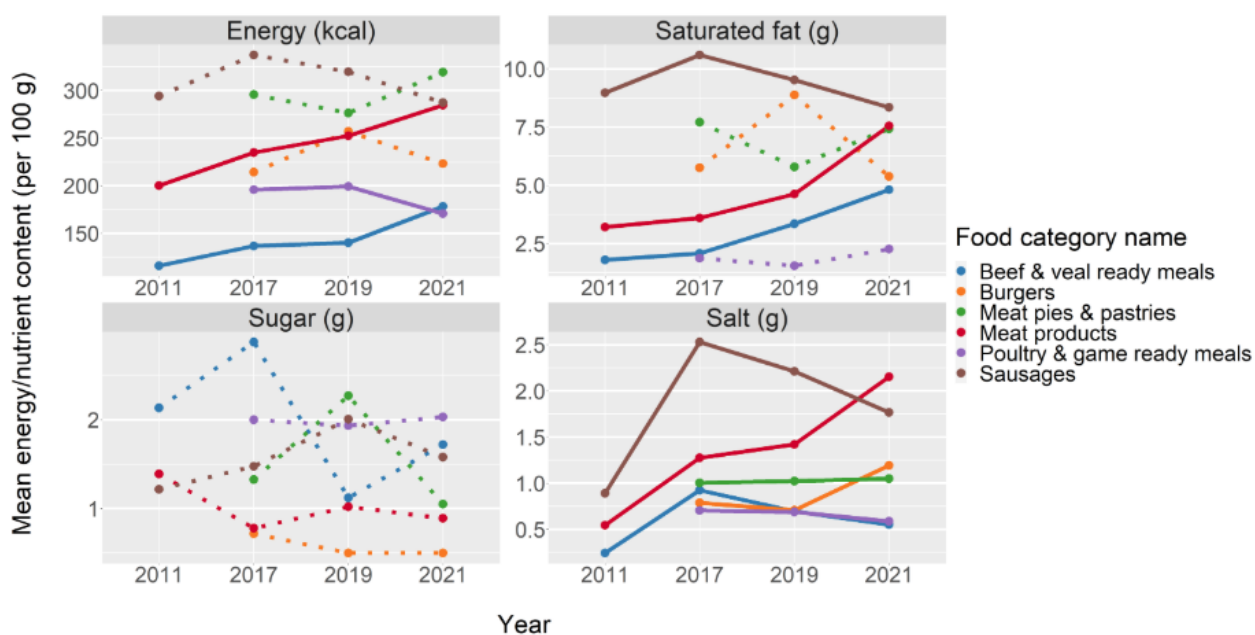 Mean energy/nutrient content (per 100 g)
Energy (kcal)
300
250
200
150
2011 2017 2019 2021
Saturated fat (g)
10.0
7.5
5.0
2.5
2011 2017 2019 2021
Sugar (g)
2
1
2011 2017 2019 2021
Salt (g)
2.5
2.0
1.5
1.0
0.5
2011 2017 2019 2021
Year
Food category name
Beef & veal ready meals
Burgers
Meat pies & pastries
Meat products
Poultry & game ready meals
Sausages